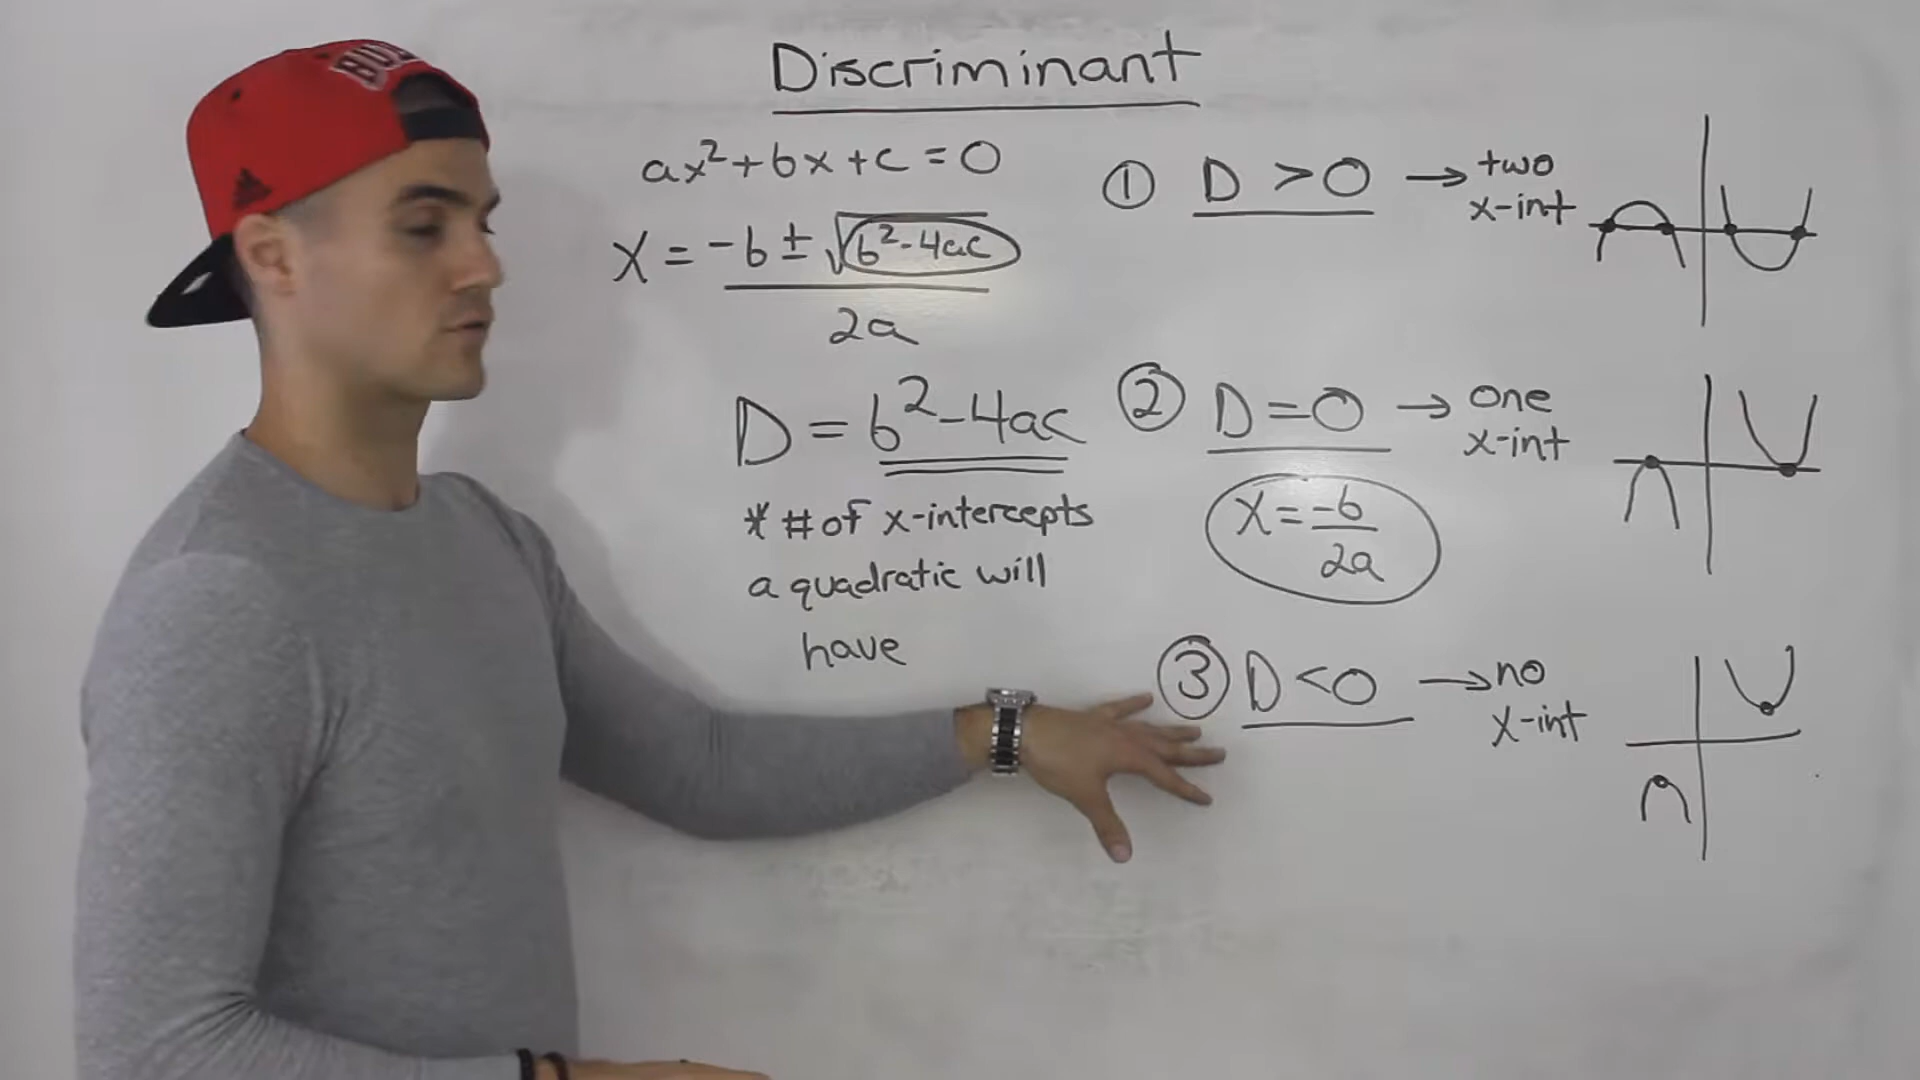 Discriminant
ax²+bx+c=0
x = -b ± √b²-4ac
2a
D = b²-4ac
* # of x-intercepts
a quadratic will
have
① D > 0 → two
x-int
② D = 0 → one
x-int
x = -b
2a
③ D < 0 → no
x-int